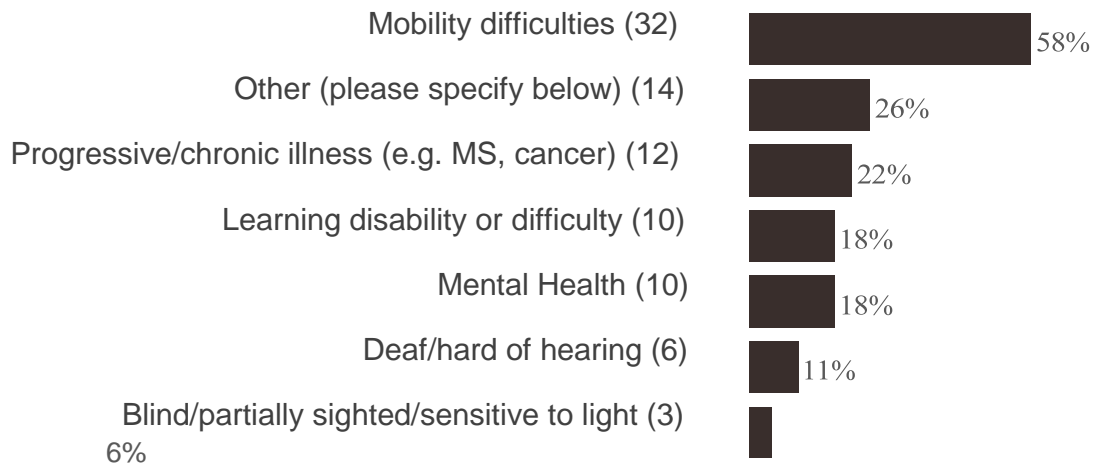 Mobility difficulties (32) 58%
Other (please specify below) (14) 26%
Progressive/chronic illness (e.g. MS, cancer) (12) 22%
Learning disability or difficulty (10) 18%
Mental Health (10) 18%
Deaf/hard of hearing (6) 11%
Blind/partially sighted/sensitive to light (3)
6%